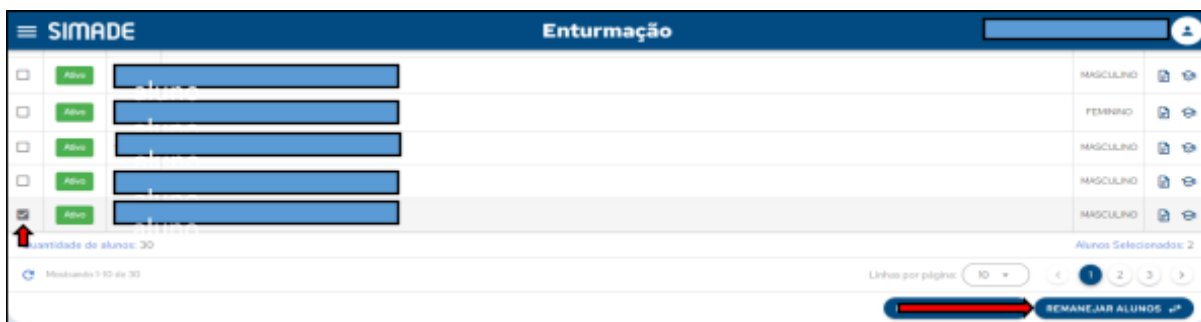 SIMADE Enturmação
Ativo MASCULINO
Ativo FEMININO
Ativo MASCULINO
Ativo MASCULINO
Ativo MASCULINO
Quantidade de alunos: 30 Alunos Selecionados: 2
Mostrando 1-10 de 30 Linhas por página: 10 1 2 3
REMANEJAR ALUNOS